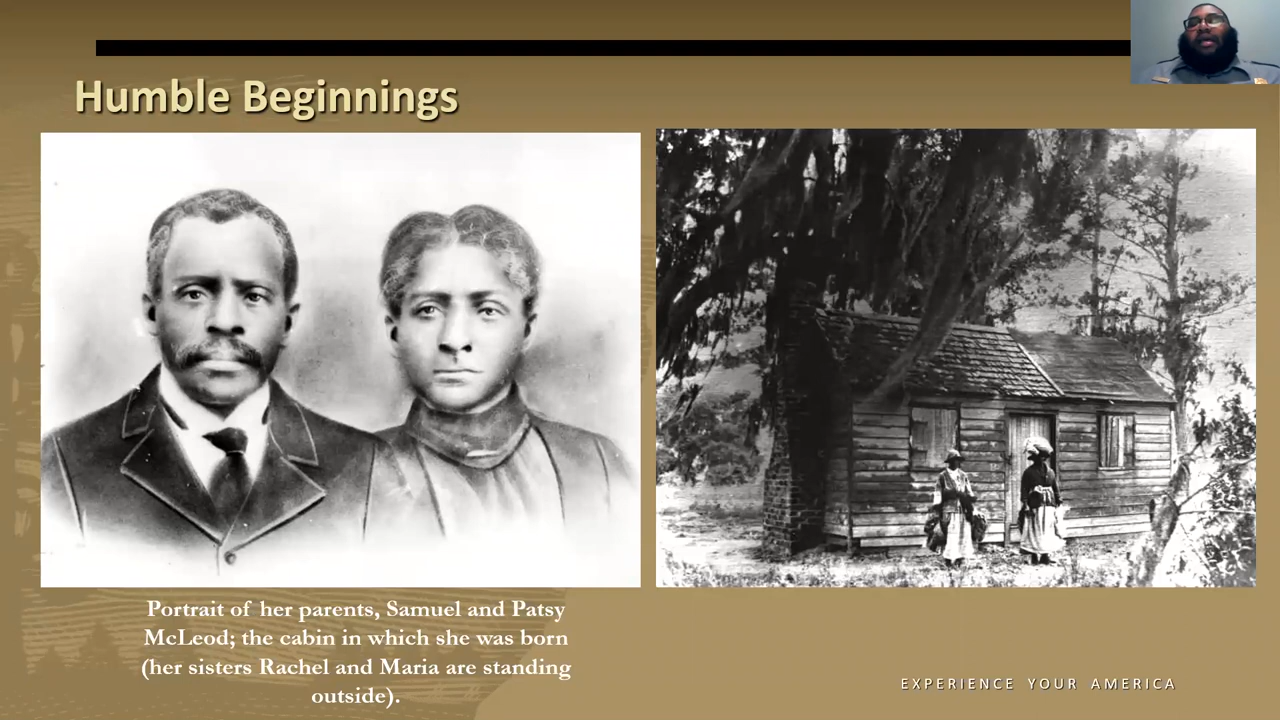 Humble Beginnings
Portrait of her parents, Samuel and Patsy
McLeod; the cabin in which she was born
(her sisters Rachel and Maria are standing
outside).
EXPERIENCE YOUR AMERICA